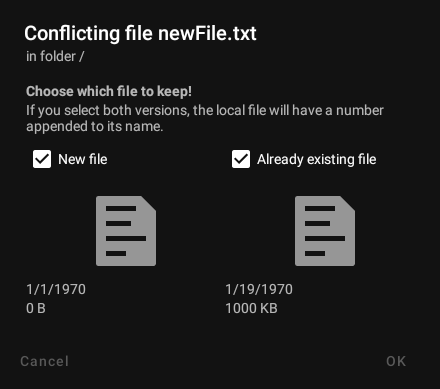 Conflicting file newFile.txt
in folder /
Choose which file to keep!
If you select both versions, the local file will have a number
appended to its name.
New file
Already existing file
1/1/1970
1/19/1970
0 B
1000 KB
Cancel
OK